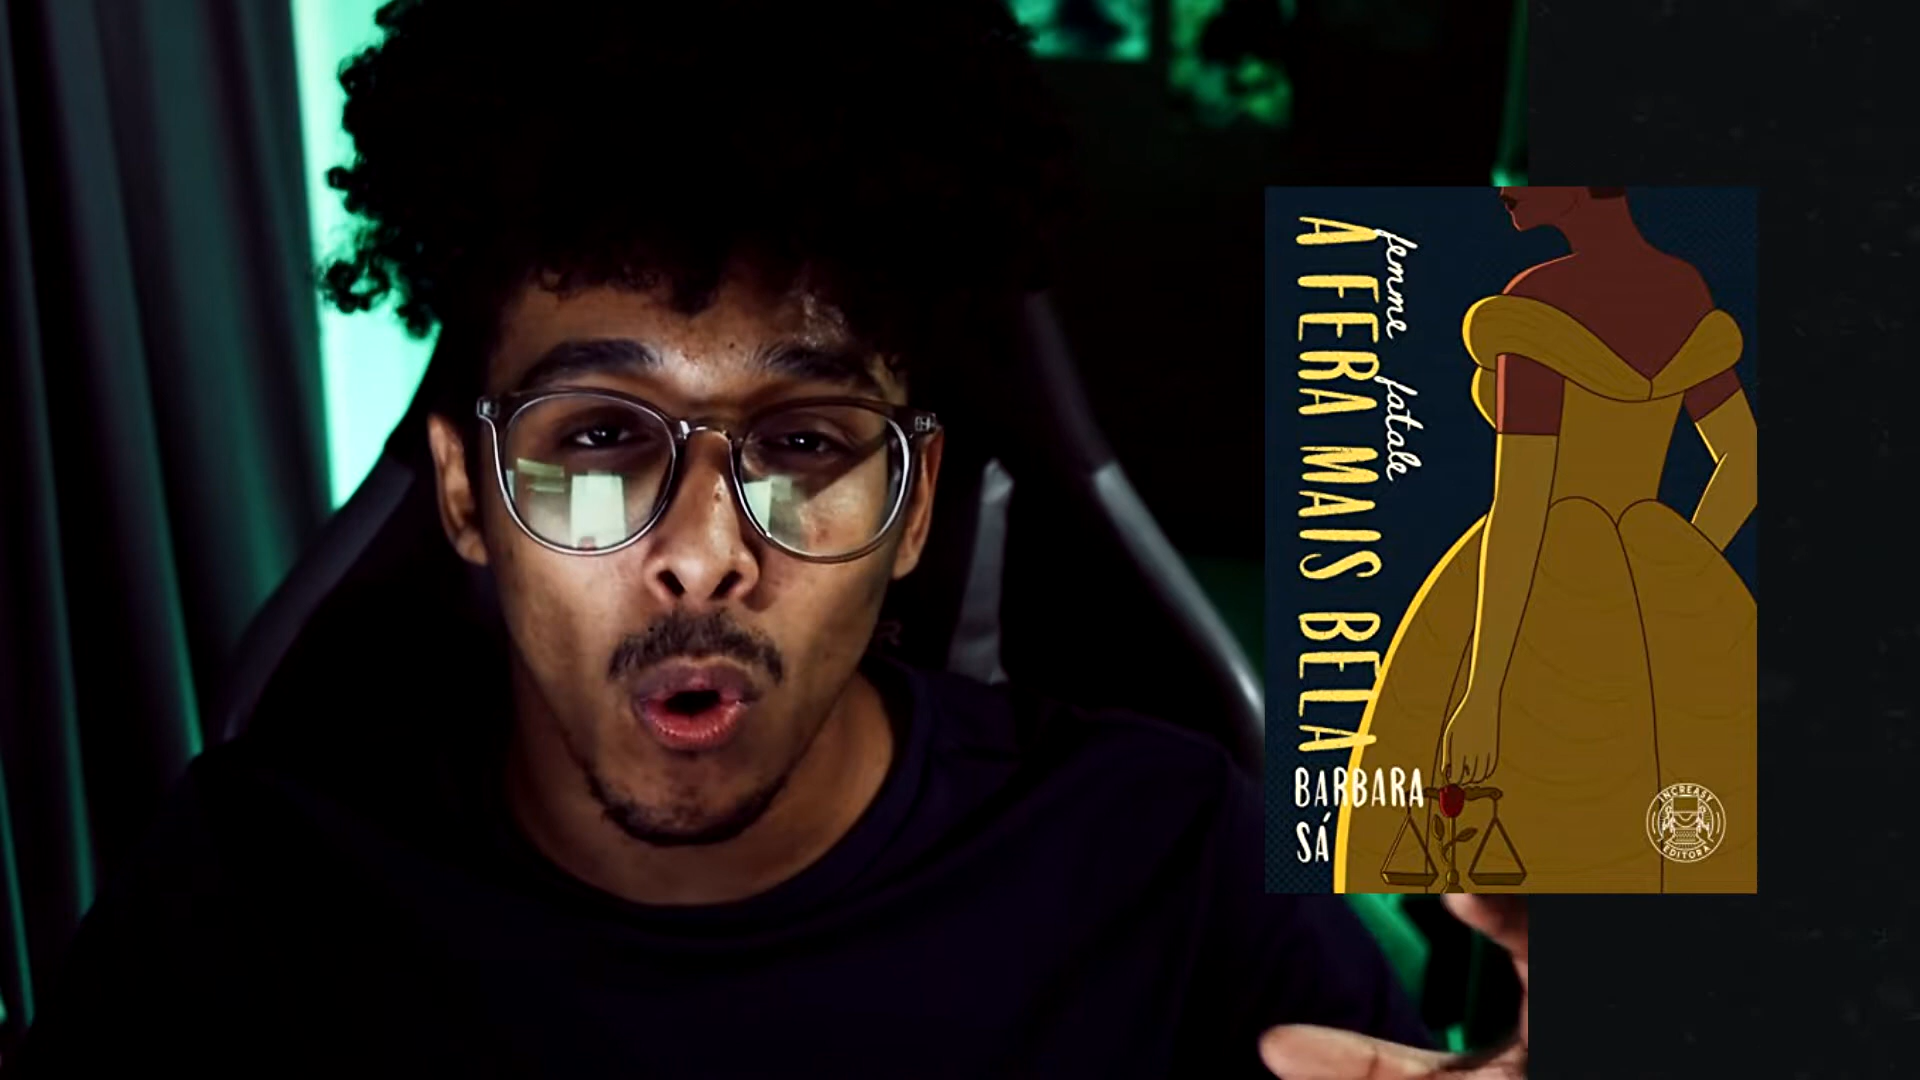 A FERA MAIS BELA
femme fatale
BARBARA
SÁ
INCREASY
EDITORA